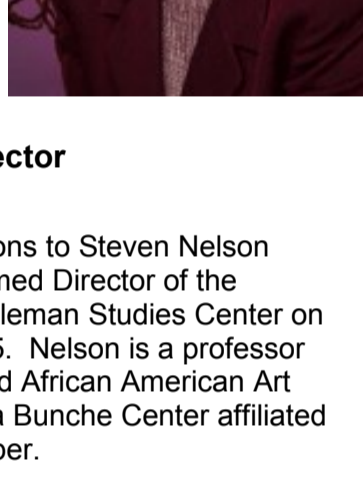 ector
ons to Steven Nelson
ned Director of the
leman Studies Center on
5. Nelson is a professor
d African American Art
a Bunche Center affiliated
ber.